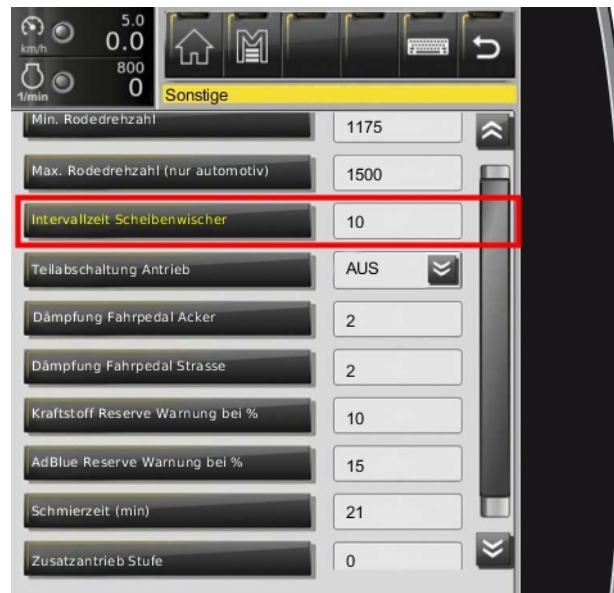 5.0
km/h
0.0
800
1/min
0
Sonstige
Min. Rodedrehzahl
1175
Max. Rodedrehzahl (nur automotiv)
1500
Intervallzeit Scheibenwischer
10
Teilabschaltung Antrieb
AUS
Dämpfung Fahrpedal Acker
2
Dämpfung Fahrpedal Strasse
2
Kraftstoff Reserve Warnung bei %
10
AdBlue Reserve Warnung bei %
15
Schmierzeit (min)
21
Zusatzantrieb Stufe
0